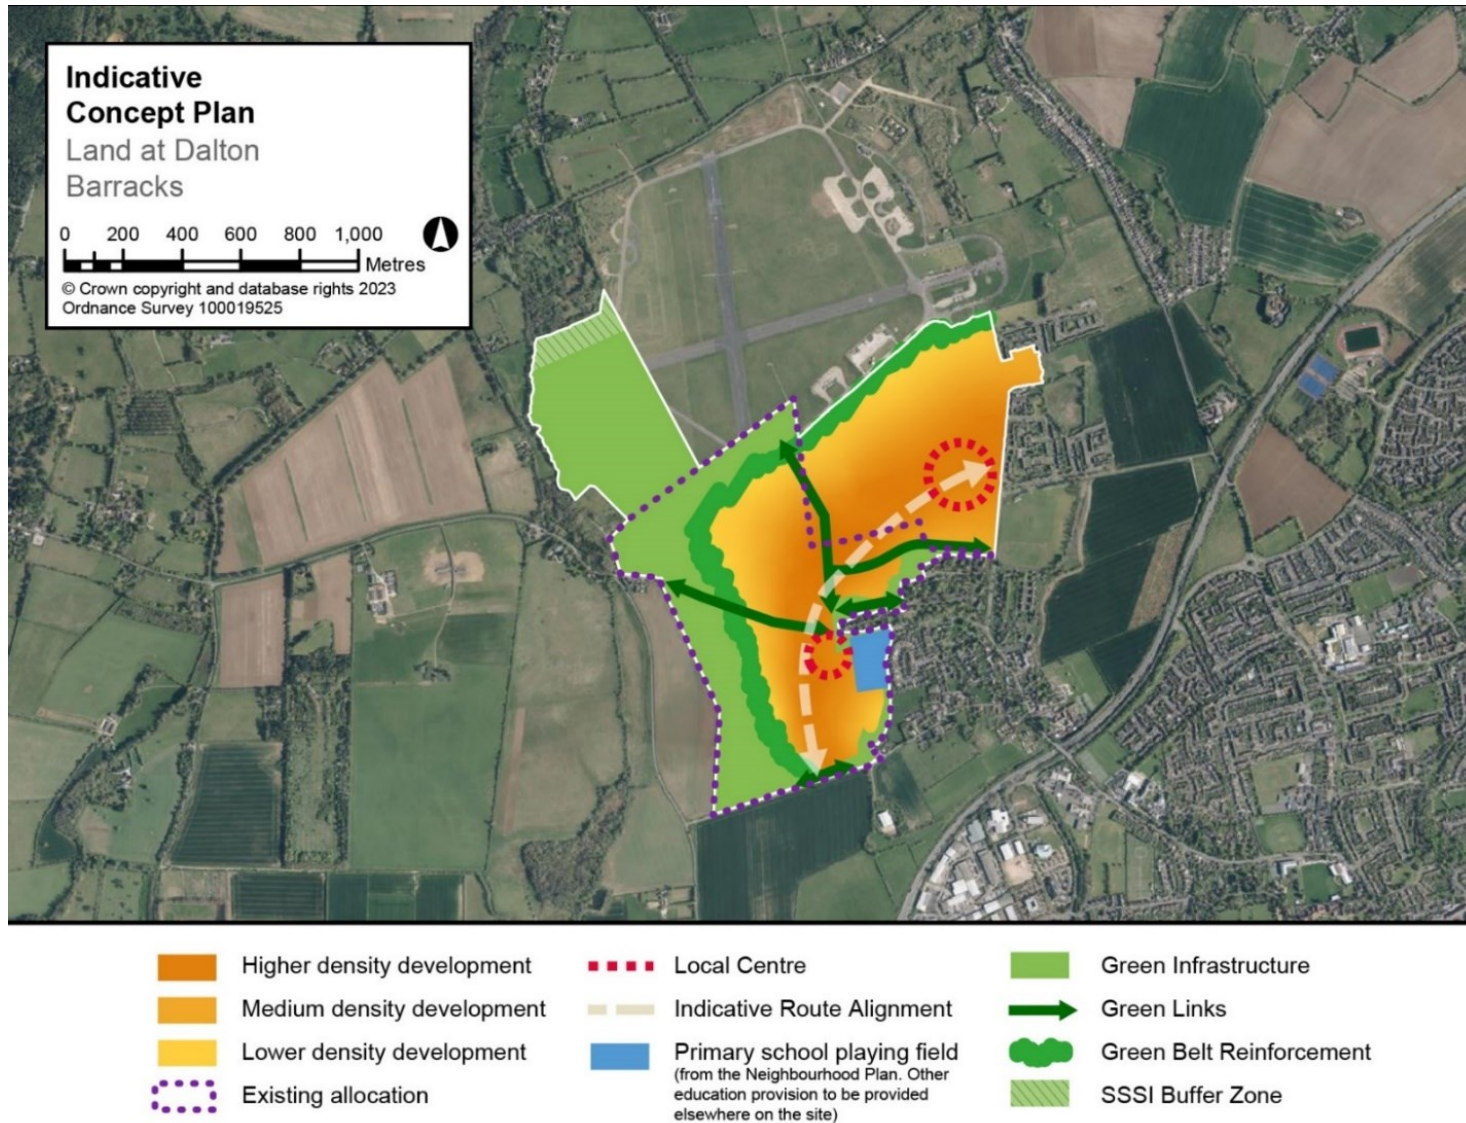 Indicative
Concept Plan
Land at Dalton
Barracks
0 200 400 600 800 1,000
Metres
© Crown copyright and database rights 2023
Ordnance Survey 100019525
Higher density development
Medium density development
Lower density development
Existing allocation
Local Centre
Indicative Route Alignment
Primary school playing field
(from the Neighbourhood Plan. Other
education provision to be provided
elsewhere on the site)
Green Infrastructure
Green Links
Green Belt Reinforcement
SSSI Buffer Zone